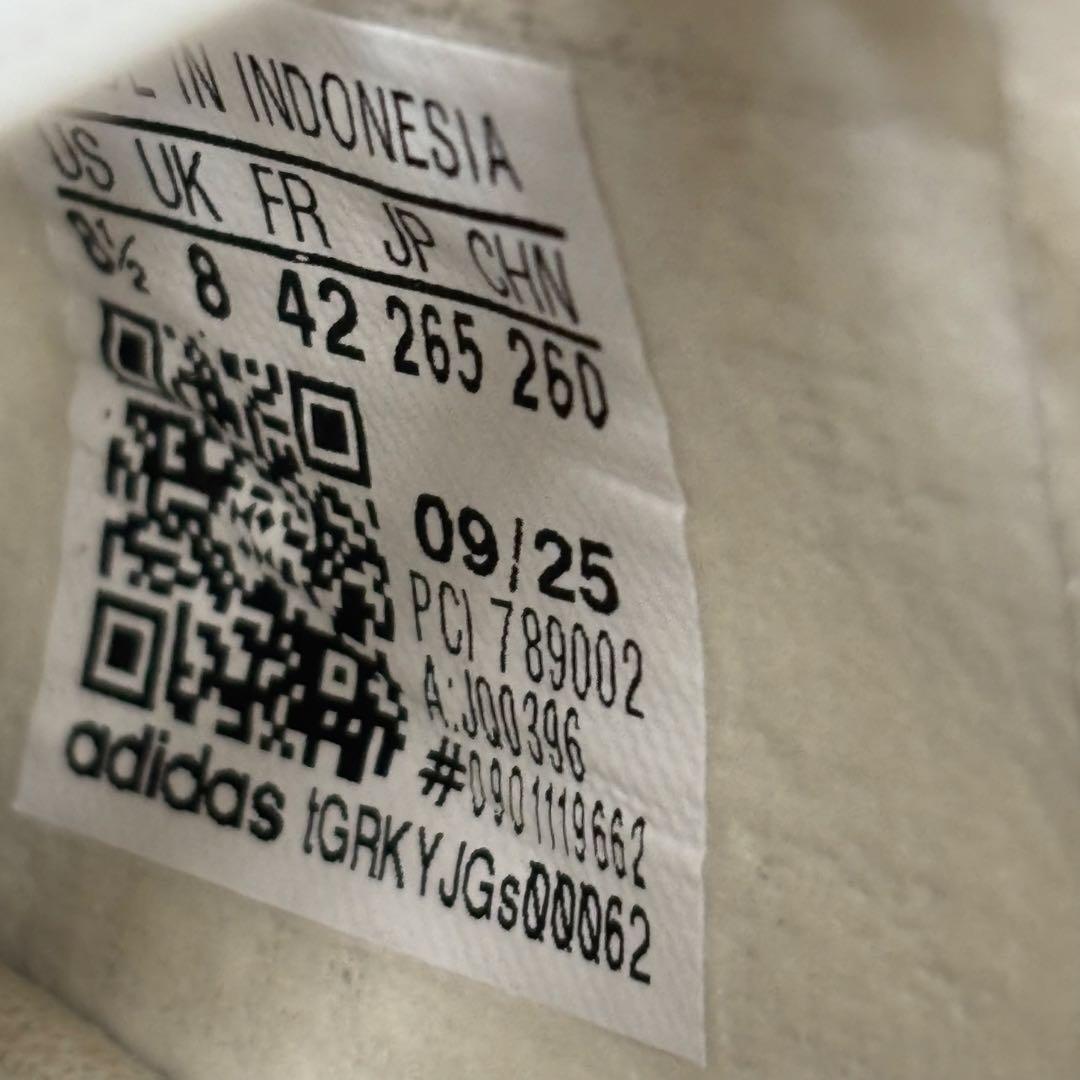 IN INDONESIA
US UK FR JP CHN
8½ 8 42 265 260
09/25
PCI 789002
A:JQ0396
#0901119662
adidas tGRKYJGs00062